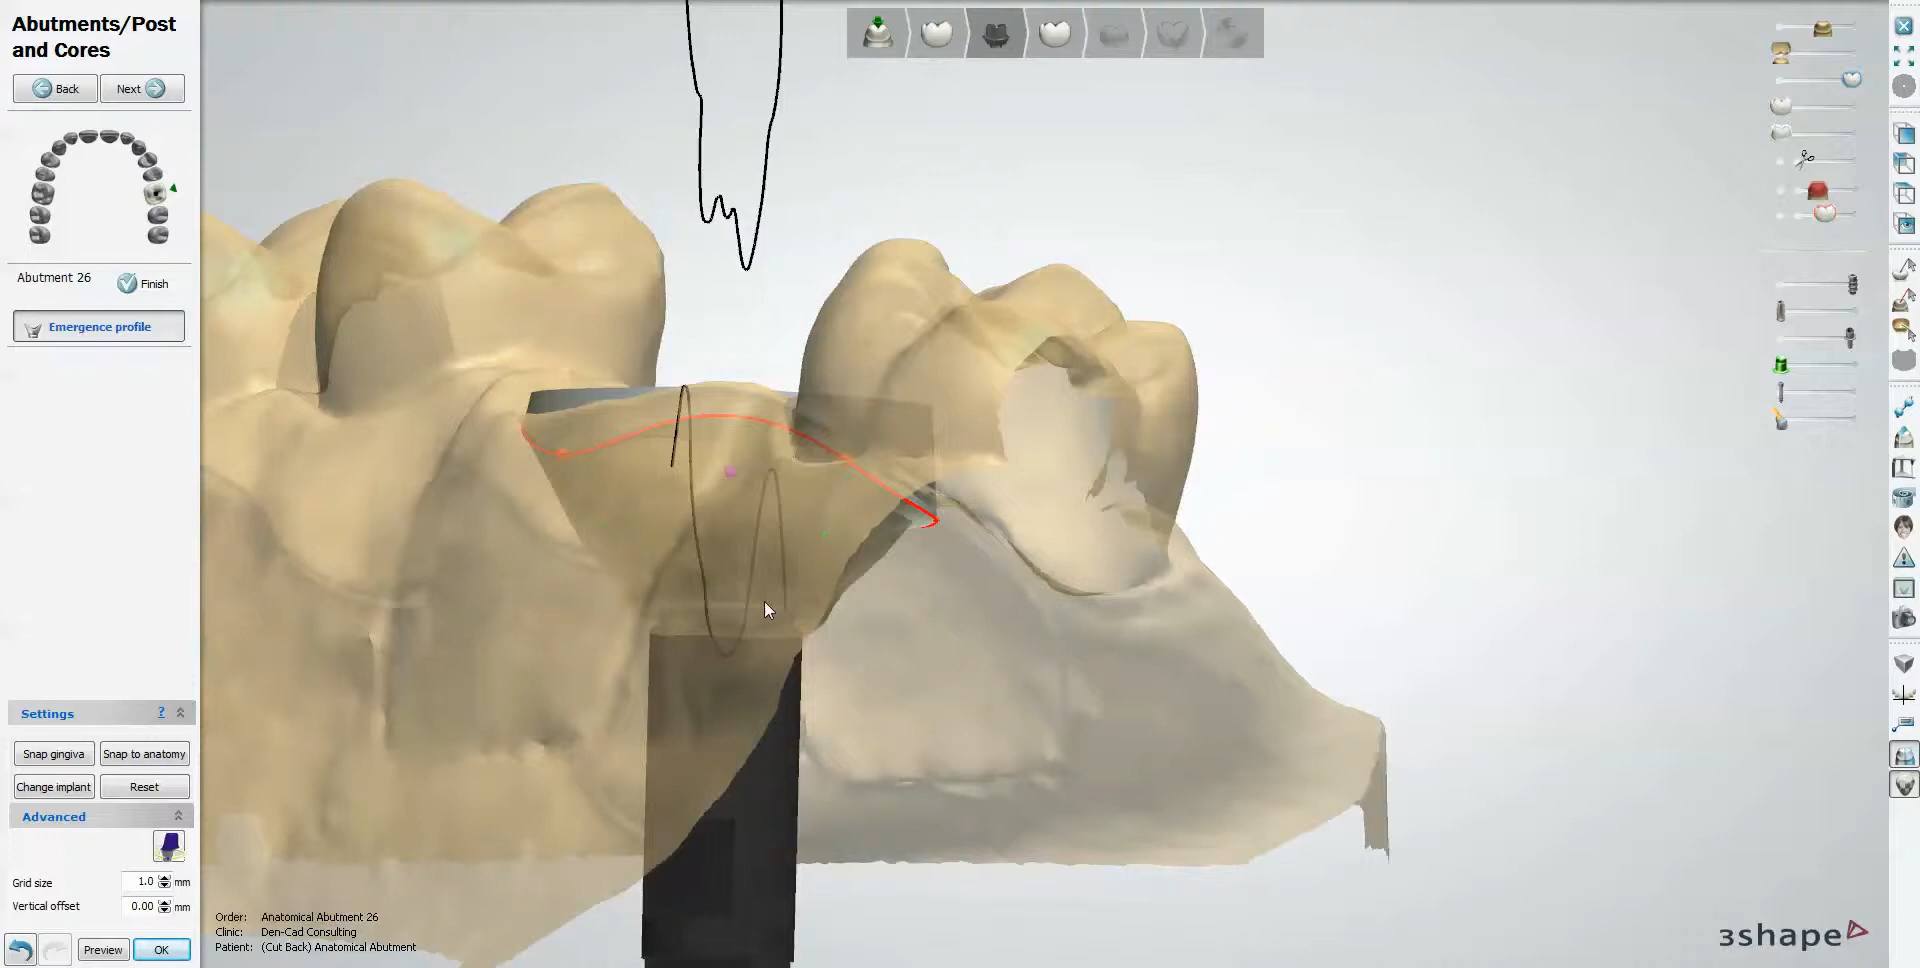 Abutments/Post
and Cores
Back
Next
Abutment 26
Finish
Emergence profile
Settings
?
Snap gingiva
Snap to anatomy
Change implant
Reset
Advanced
Grid size
1.0
mm
Vertical offset
0.00
mm
Preview
OK
Order: Anatomical Abutment 26
Clinic: Den-Cad Consulting
Patient: (Cut Back) Anatomical Abutment
3shape